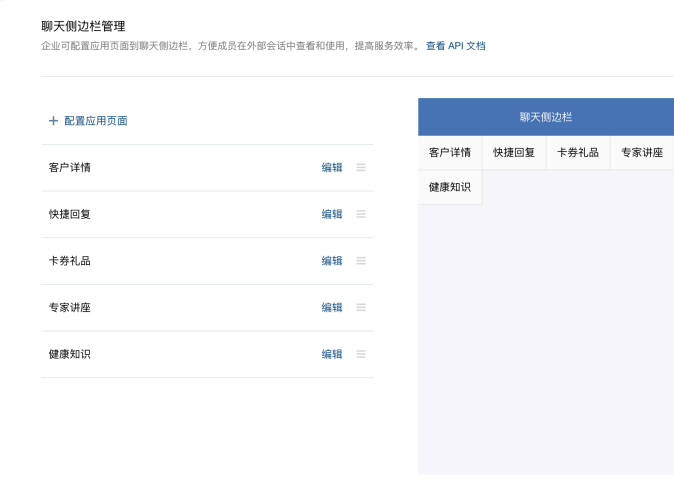 聊天侧边栏管理
企业可配置应用页面到聊天侧边栏，方便成员在外部会话中查看和使用，提高服务效率。 查看 API 文档
+ 配置应用页面
客户详情 编辑
快捷回复 编辑
卡券礼品 编辑
专家讲座 编辑
健康知识 编辑
聊天侧边栏
客户详情 快捷回复 卡券礼品 专家讲座
健康知识